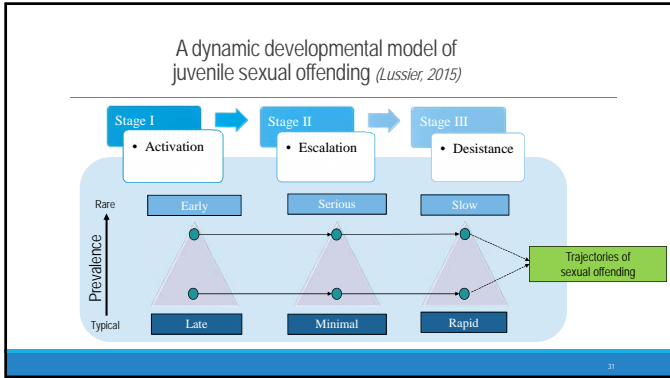 A dynamic developmental model of
juvenile sexual offending (Lussier, 2015)
Stage I
• Activation
Stage II
• Escalation
Stage III
• Desistance
Rare
Prevalence
Typical
Early
Serious
Slow
Trajectories of
sexual offending
Late
Minimal
Rapid
31